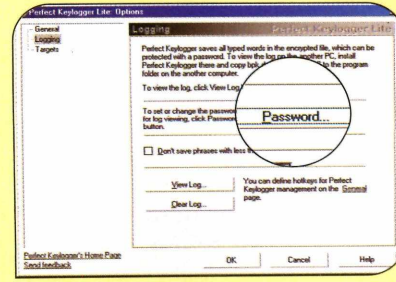 Perfect Keylogger Lite Options
General
Logging
Targets
Logging
Perfect Keylogger Lite
Perfect Keylogger saves all typed words in the encrypted file, which can be
protected with a password. To view the log on the another PC, install
Perfect Keylogger there and copy bpk. to the program
folder on the another computer.
To view the log, click View Log
To set or change the password
for log viewing, click Password
button.
Password...
Don't save phrases with less
View Log...
Clear Log...
You can define hotkeys for Perfect
Keylogger management on the General
page.
Perfect Keylogger's Home Page
Send feedback
OK
Cancel
Help